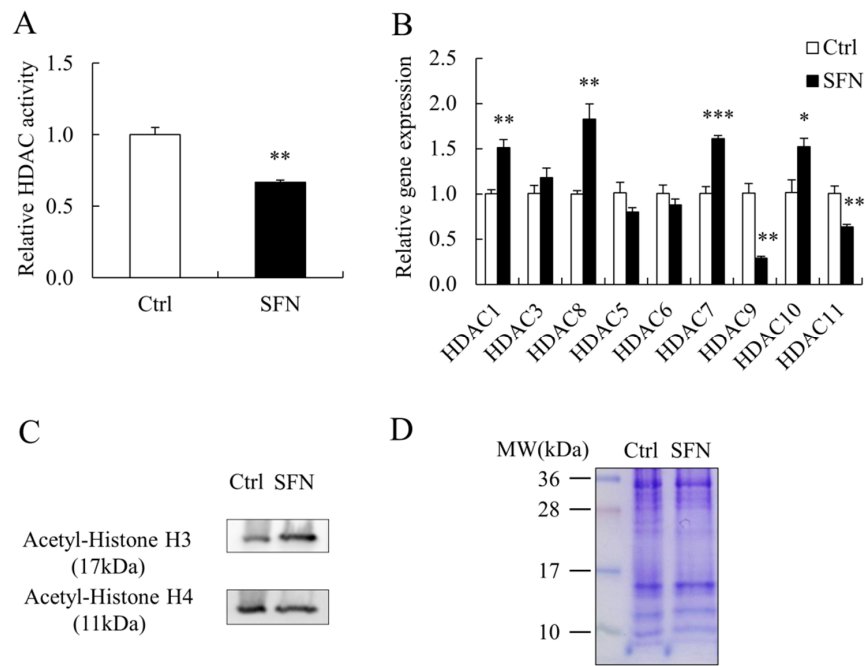 A
Relative HDAC activity
1.5
1.0
0.5
0.0
**
Ctrl
SFN
B
Relative gene expression
2.5
2.0
1.5
1.0
0.5
0.0
Ctrl
SFN
**
**
***
**
*
**
HDAC1
HDAC3
HDAC8
HDAC5
HDAC6
HDAC7
HDAC9
HDAC10
HDAC11
C
Ctrl SFN
Acetyl-Histone H3
(17kDa)
Acetyl-Histone H4
(11kDa)
D
MW(kDa) Ctrl SFN
36
28
17
10